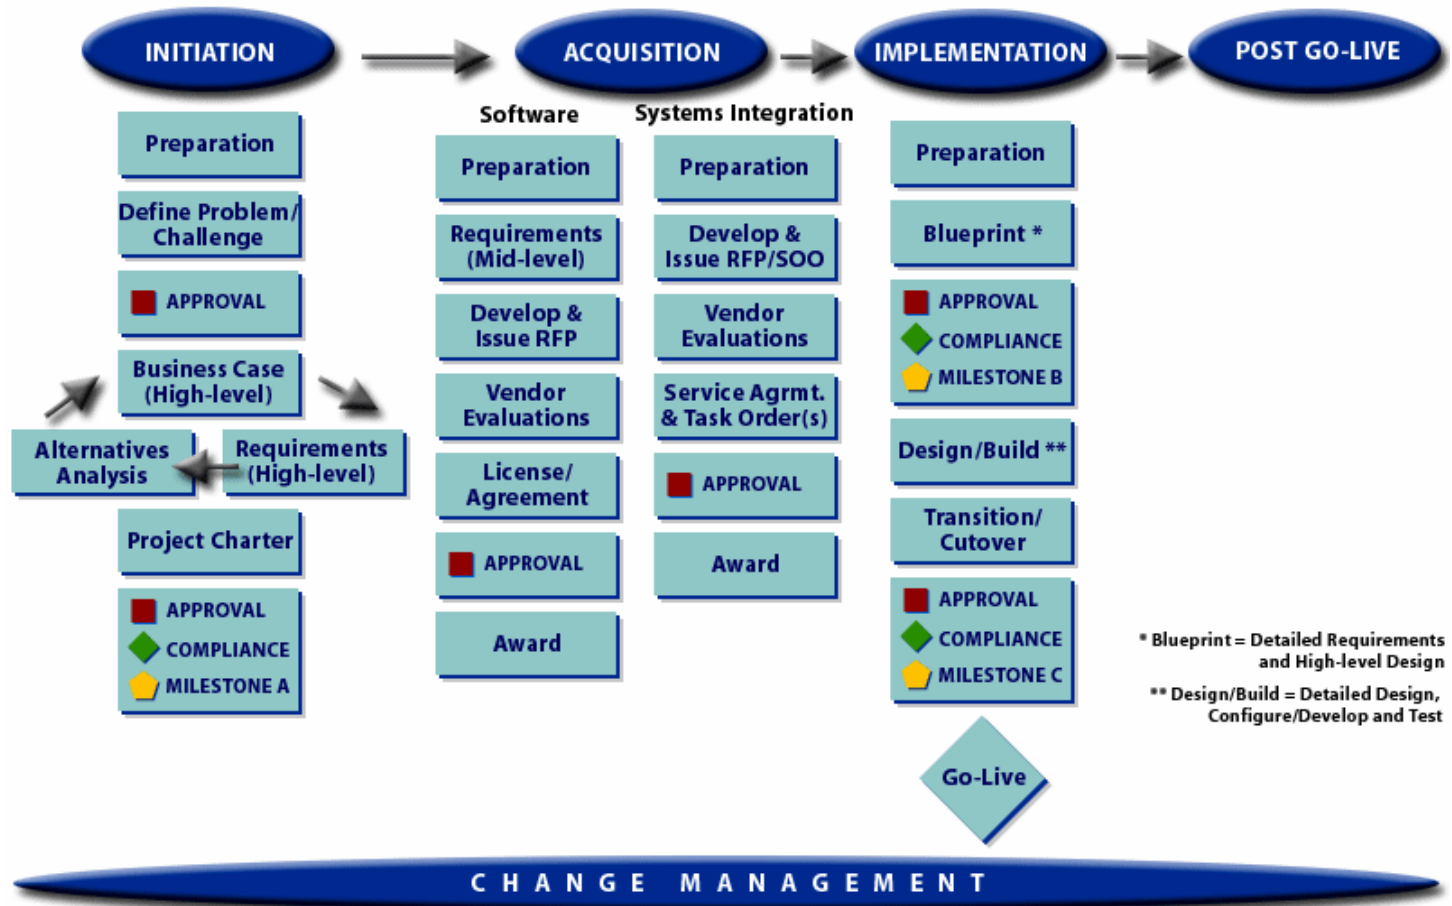 INITIATION
ACQUISITION
IMPLEMENTATION
POST GO-LIVE
Preparation
Define Problem/
Challenge
APPROVAL
Business Case
(High-level)
Alternatives
Analysis
Requirements
(High-level)
Project Charter
APPROVAL
COMPLIANCE
MILESTONE A
Software
Preparation
Requirements
(Mid-level)
Develop &
Issue RFP
Vendor
Evaluations
License/
Agreement
APPROVAL
Award
Systems Integration
Preparation
Develop &
Issue RFP/SOO
Vendor
Evaluations
Service Agrmt.
& Task Order(s)
APPROVAL
Award
Preparation
Blueprint *
APPROVAL
COMPLIANCE
MILESTONE B
Design/Build **
Transition/
Cutover
APPROVAL
COMPLIANCE
MILESTONE C
Go-Live
* Blueprint = Detailed Requirements
and High-level Design
** Design/Build = Detailed Design,
Configure/Develop and Test
CHANGE MANAGEMENT